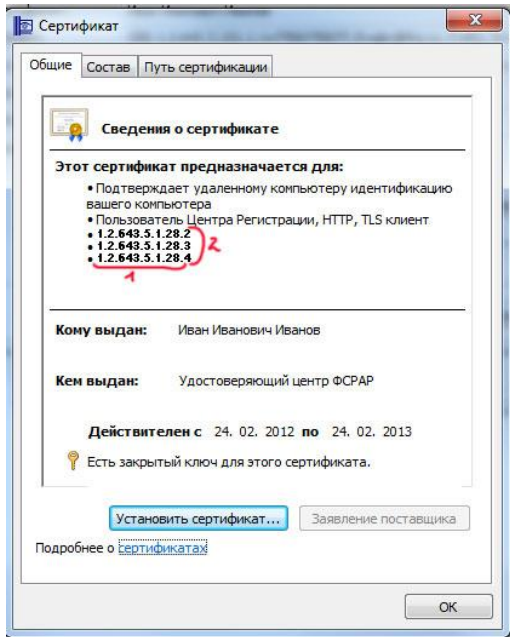 Сертификат
Общие
Состав
Путь сертификации
Сведения о сертификате
Этот сертификат предназначается для:
• Подтверждает удаленному компьютеру идентификацию
вашего компьютера
• Пользователь Центра Регистрации, HTTP, TLS клиент
• 1.2.643.5.1.28.2
• 1.2.643.5.1.28.3
• 1.2.643.5.1.28.4
2
1
Кому выдан: Иван Иванович Иванов
Кем выдан: Удостоверяющий центр ФСРАР
Действителен с 24. 02. 2012 по 24. 02. 2013
Есть закрытый ключ для этого сертификата.
Установить сертификат...
Заявление поставщика
Подробнее о сертификатах
ОК